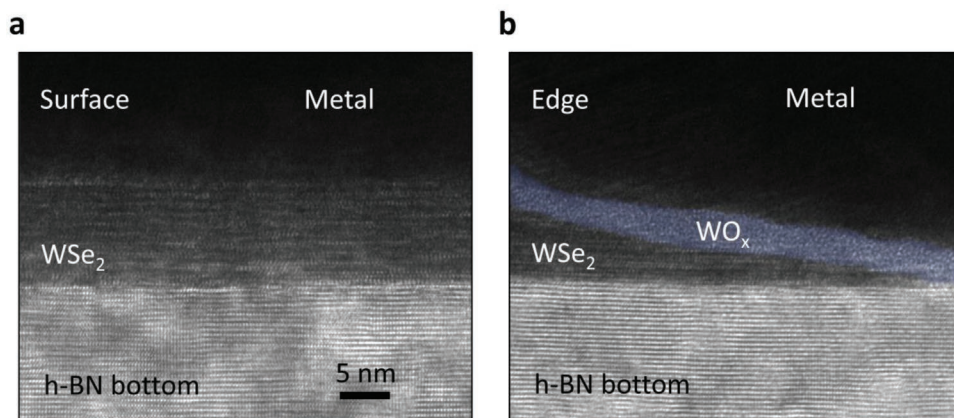 a
Surface Metal
WSe₂
h-BN bottom
5 nm
b
Edge Metal
WOₓ
WSe₂
h-BN bottom